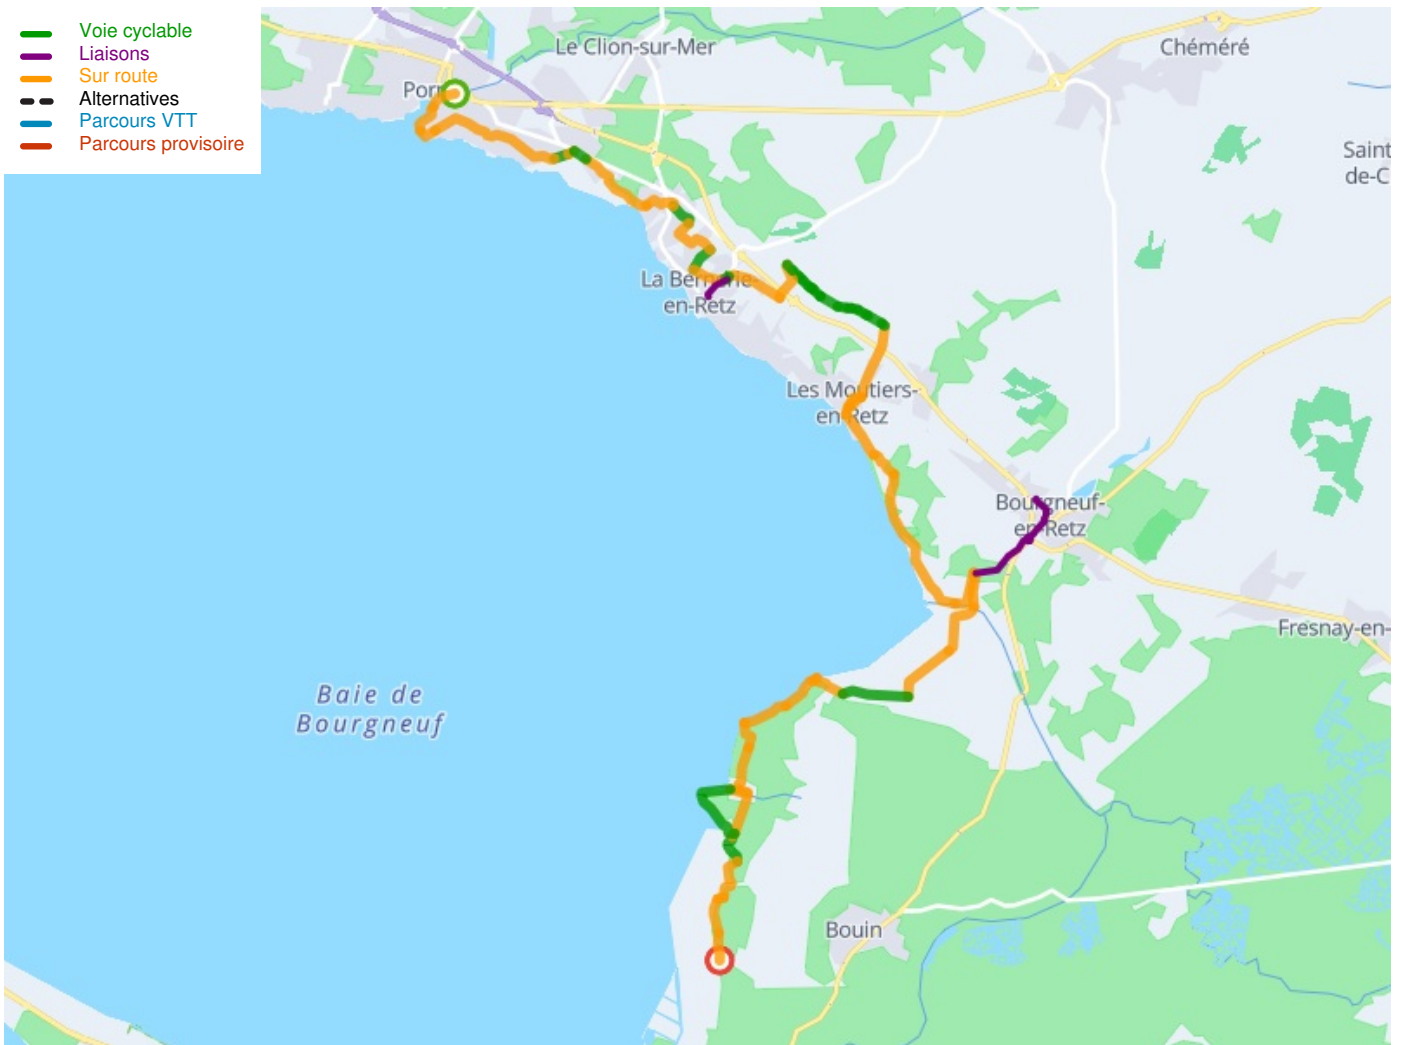 Voie cyclable
Liaisons
Sur route
Alternatives
Parcours VTT
Parcours provisoire
Le Clion-sur-Mer
Chéméré
Saint
de-C
La Bernerie-
en-Retz
Les Moutiers-
en-Retz
Bourgneuf-
en-Retz
Fresnay-en-
Baie de
Bourgneuf
Bouin